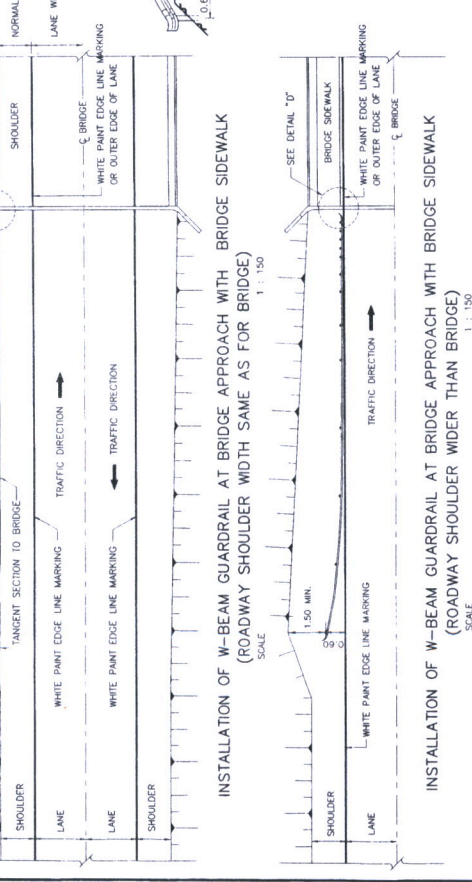 NORMAL
LANE W
SHOULDER
WHITE PAINT EDGE LINE MARKING
OR OUTER EDGE OF LANE
℄ BRIDGE
TANGENT SECTION TO BRIDGE
SHOULDER
WHITE PAINT EDGE LINE MARKING
TRAFFIC DIRECTION
LANE
LANE
WHITE PAINT EDGE LINE MARKING
TRAFFIC DIRECTION
SHOULDER
INSTALLATION OF W-BEAM GUARDRAIL AT BRIDGE APPROACH WITH BRIDGE SIDEWALK
(ROADWAY SHOULDER WIDTH SAME AS FOR BRIDGE)
SCALE 1 : 150
SEE DETAIL "D"
BRIDGE SIDEWALK
1.50 MIN.
0.60
SHOULDER
WHITE PAINT EDGE LINE MARKING
OR OUTER EDGE OF LANE
WHITE PAINT EDGE LINE MARKING
TRAFFIC DIRECTION
LANE
℄ BRIDGE
INSTALLATION OF W-BEAM GUARDRAIL AT BRIDGE APPROACH WITH BRIDGE SIDEWALK
(ROADWAY SHOULDER WIDER THAN BRIDGE)
SCALE 1 : 150